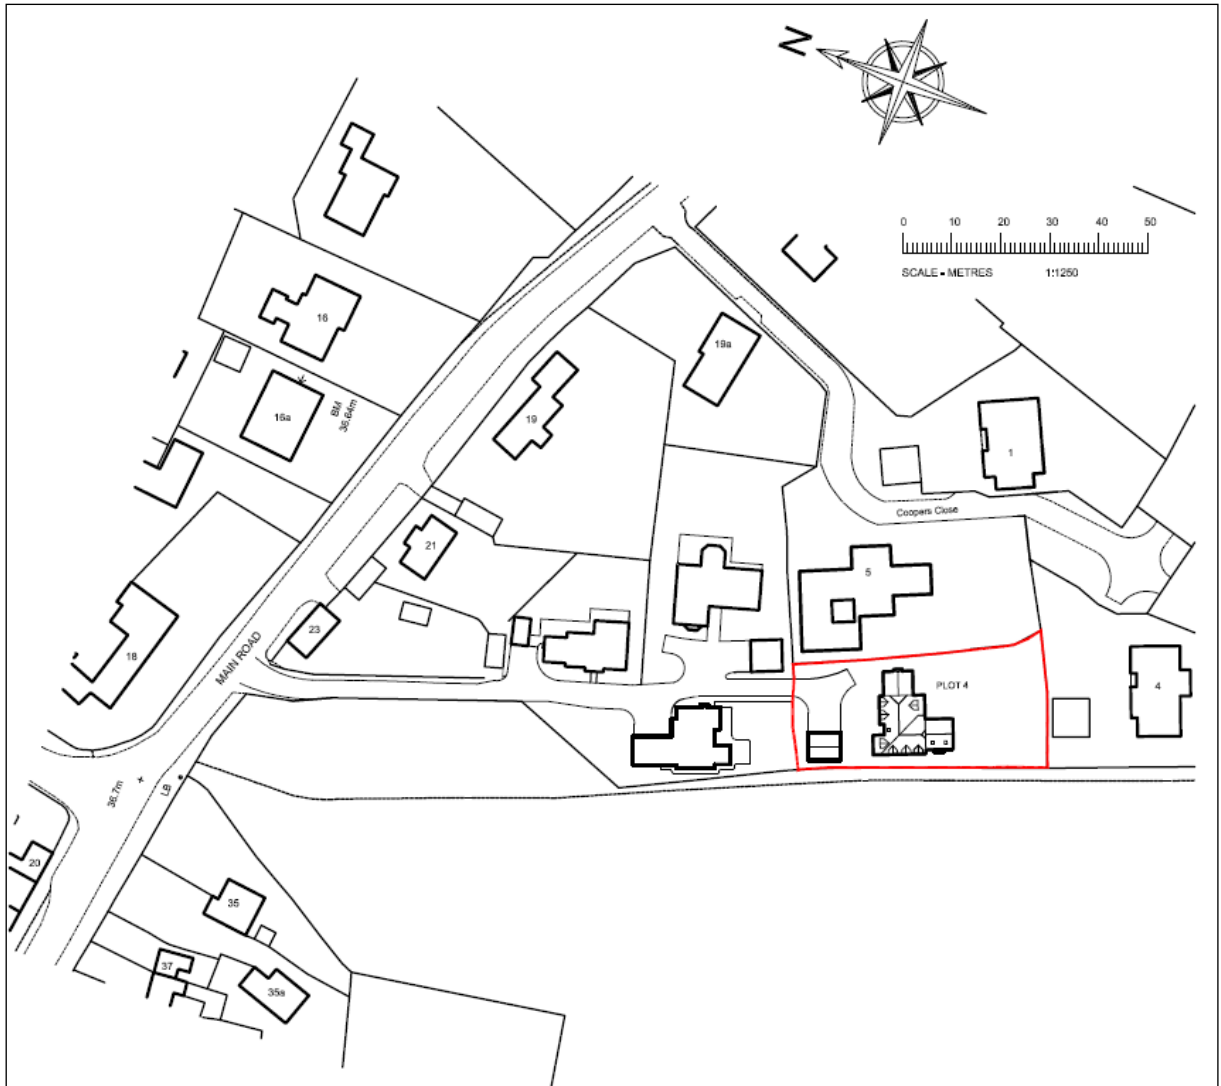 N
0 10 20 30 40 50
SCALE - METRES 1:1250
16
19a
16a
BM
36.64m
19
1
Coopers Close
21
5
23
18
MAIN ROAD
PLOT 4
4
36.7m
LB
20
35
37
35a